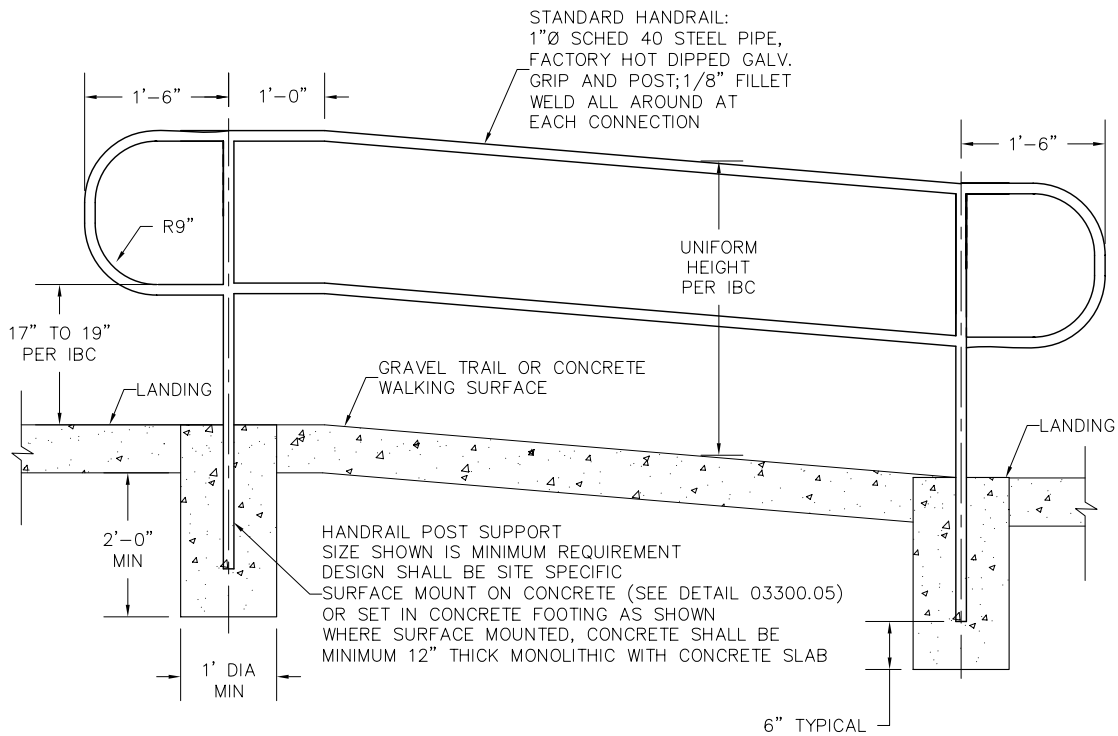 STANDARD HANDRAIL:
1"Ø SCHED 40 STEEL PIPE,
FACTORY HOT DIPPED GALV.
GRIP AND POST;1/8" FILLET
WELD ALL AROUND AT
EACH CONNECTION
1'-6"
1'-0"
1'-6"
R9"
UNIFORM
HEIGHT
PER IBC
17" TO 19"
PER IBC
GRAVEL TRAIL OR CONCRETE
WALKING SURFACE
LANDING
LANDING
2'-0"
MIN
HANDRAIL POST SUPPORT
SIZE SHOWN IS MINIMUM REQUIREMENT
DESIGN SHALL BE SITE SPECIFIC
SURFACE MOUNT ON CONCRETE (SEE DETAIL 03300.05)
OR SET IN CONCRETE FOOTING AS SHOWN
WHERE SURFACE MOUNTED, CONCRETE SHALL BE
MINIMUM 12" THICK MONOLITHIC WITH CONCRETE SLAB
1' DIA
MIN
6" TYPICAL